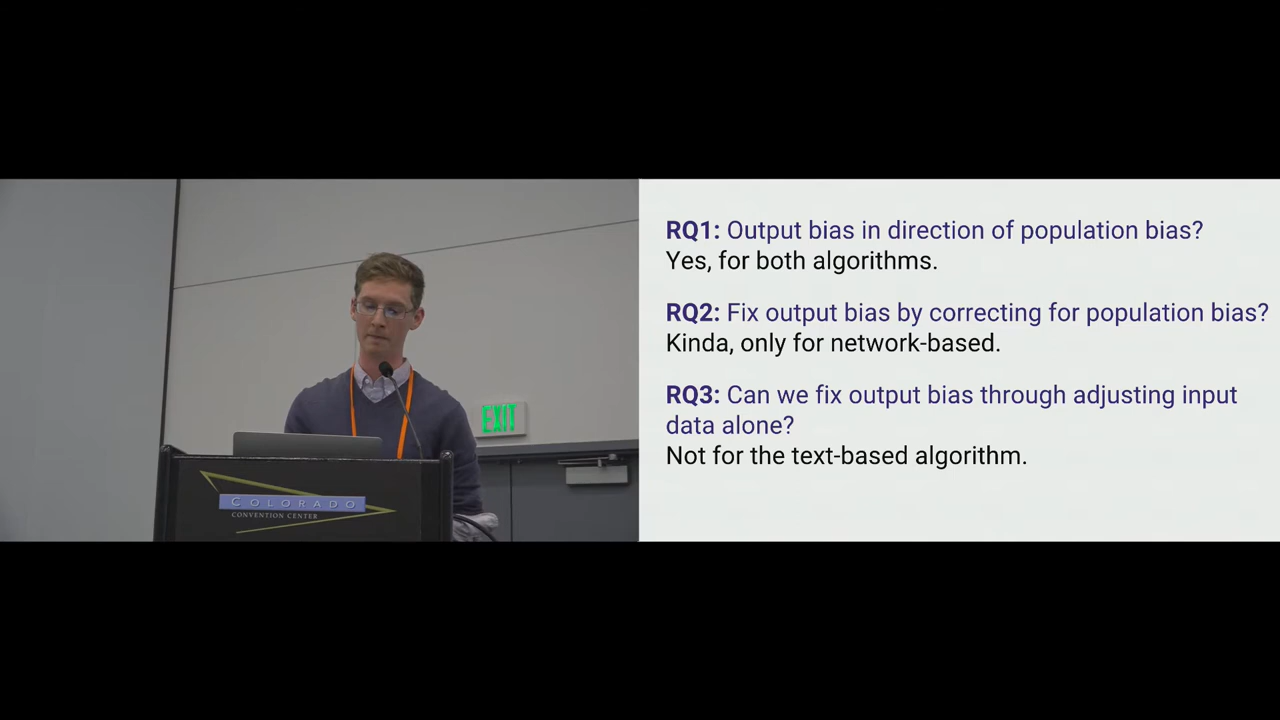 EXIT
COLORADO
CONVENTION CENTER
RQ1: Output bias in direction of population bias?
Yes, for both algorithms.
RQ2: Fix output bias by correcting for population bias?
Kinda, only for network-based.
RQ3: Can we fix output bias through adjusting input
data alone?
Not for the text-based algorithm.